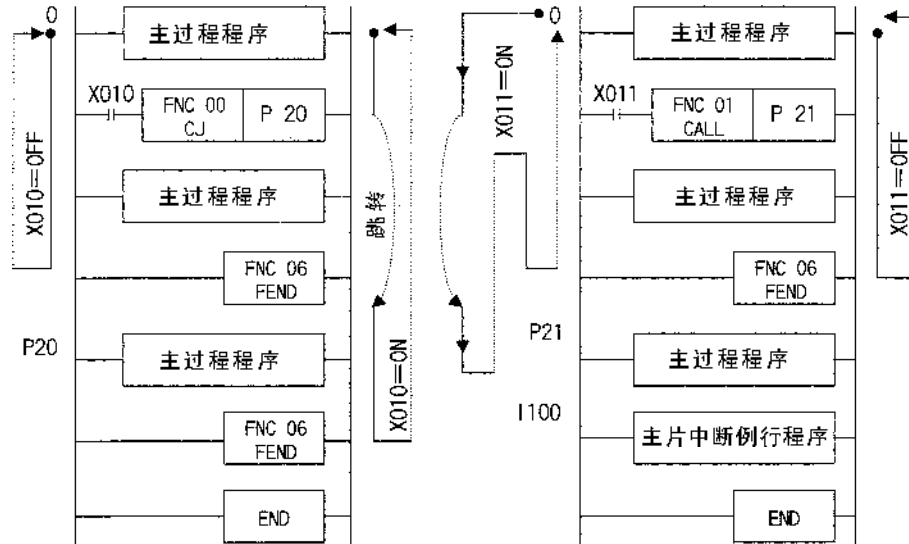 0
主过程程序
X010
FNC 00
CJ
P 20
X010=OFF
主过程程序
跳转
FNC 06
FEND
P20
主过程程序
X010=ON
FNC 06
FEND
END
0
主过程程序
X011=ON
X011
FNC 01
CALL
P 21
X011=OFF
主过程程序
FNC 06
FEND
P21
主过程程序
I100
主片中断例行程序
END